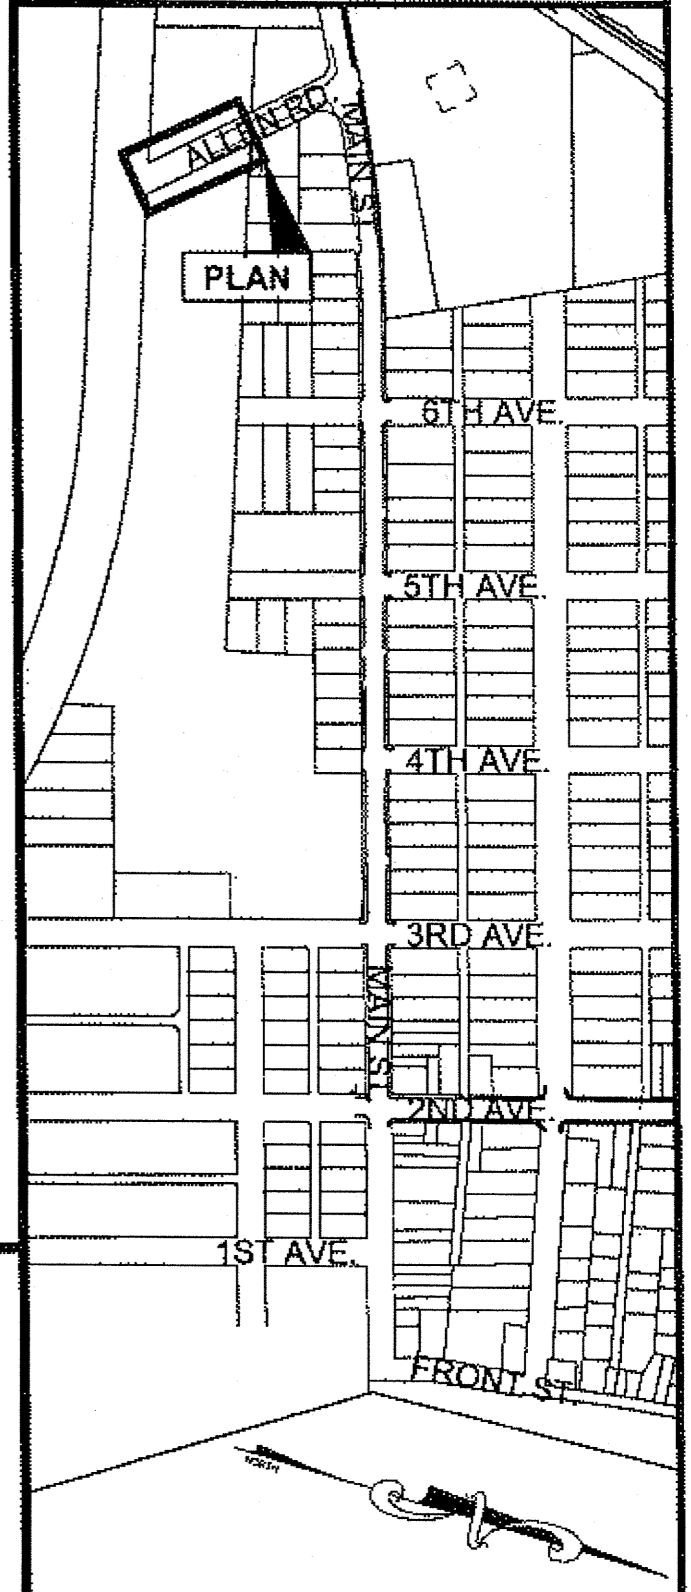 ALLEN RD.
MAIN ST.
PLAN
6TH AVE.
5TH AVE.
4TH AVE.
3RD AVE.
MAIN ST.
2ND AVE.
1ST AVE.
FRONT ST.
NORTH